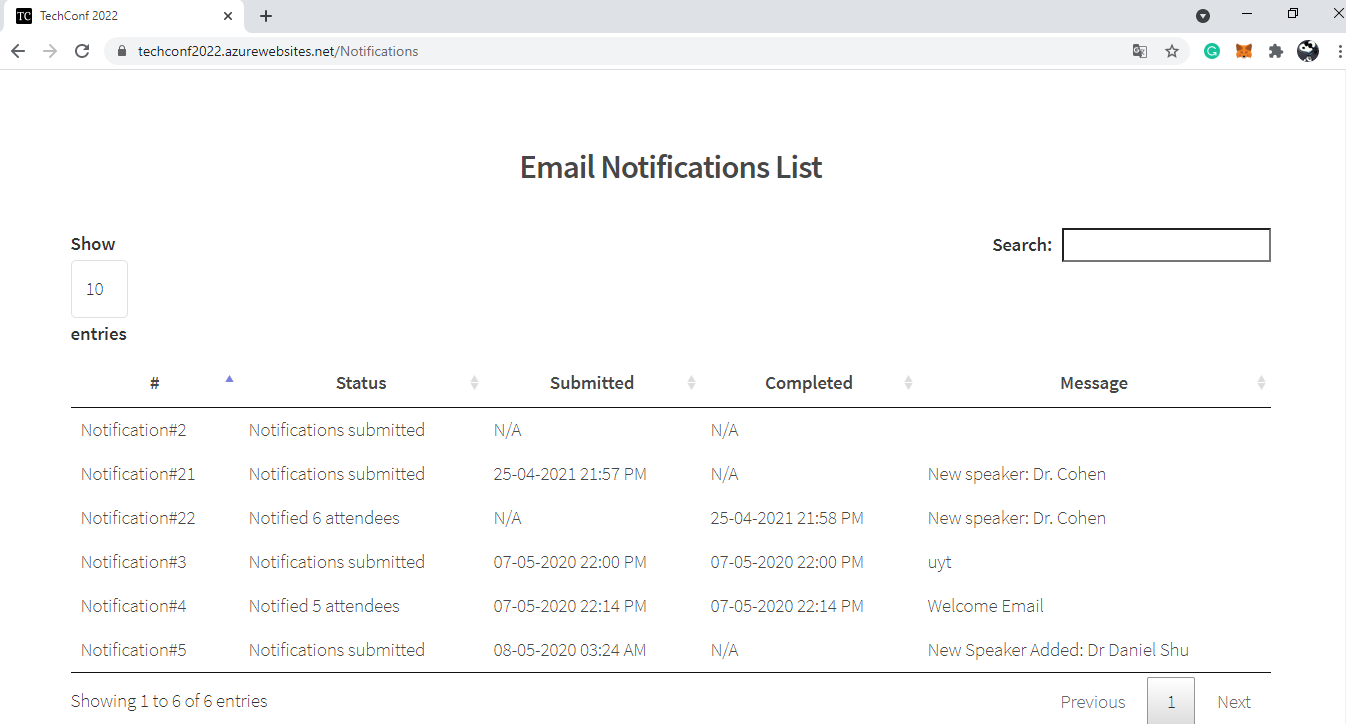 TC TechConf 2022
techconf2022.azurewebsites.net/Notifications
Email Notifications List
Show
10
entries
Search:
# Status Submitted Completed Message
Notification#2 Notifications submitted N/A N/A
Notification#21 Notifications submitted 25-04-2021 21:57 PM N/A New speaker: Dr. Cohen
Notification#22 Notified 6 attendees N/A 25-04-2021 21:58 PM New speaker: Dr. Cohen
Notification#3 Notifications submitted 07-05-2020 22:00 PM 07-05-2020 22:00 PM uyt
Notification#4 Notified 5 attendees 07-05-2020 22:14 PM 07-05-2020 22:14 PM Welcome Email
Notification#5 Notifications submitted 08-05-2020 03:24 AM N/A New Speaker Added: Dr Daniel Shu
Showing 1 to 6 of 6 entries Previous 1 Next